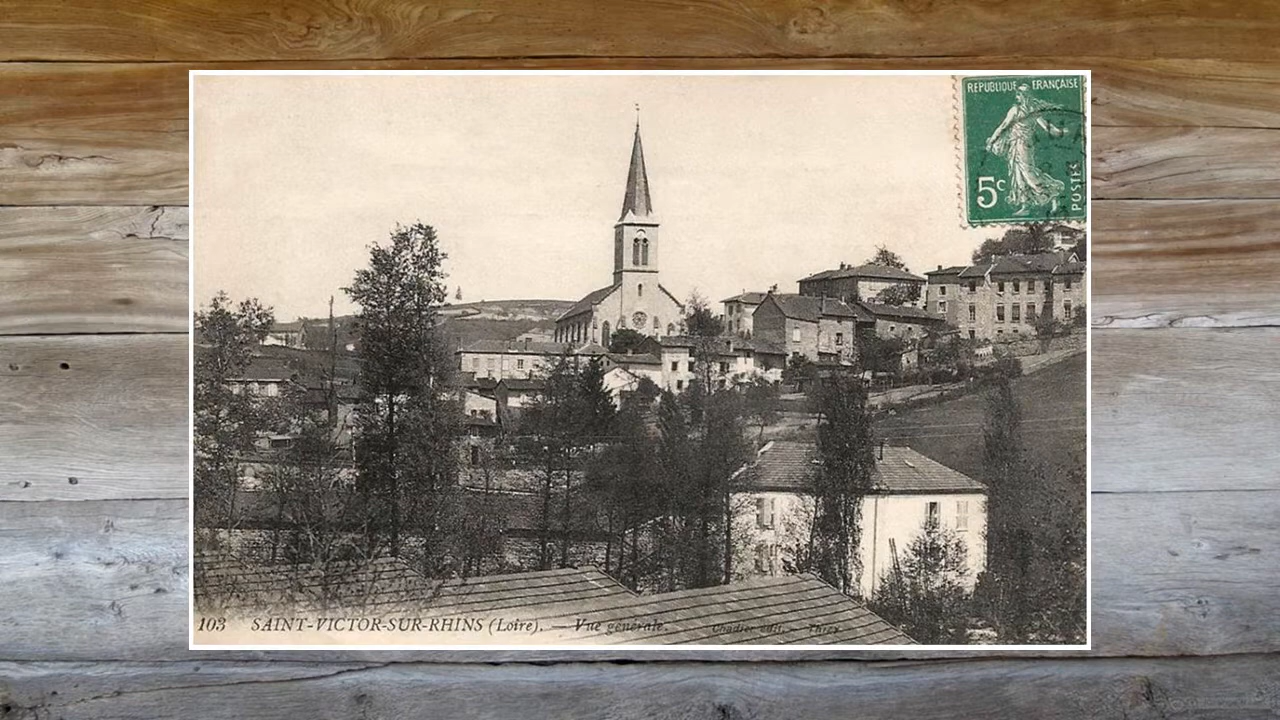 REPUBLIQUE FRANÇAISE
5c
POSTES
103 SAINT-VICTOR-SUR-RHINS (Loire). — Vue générale.